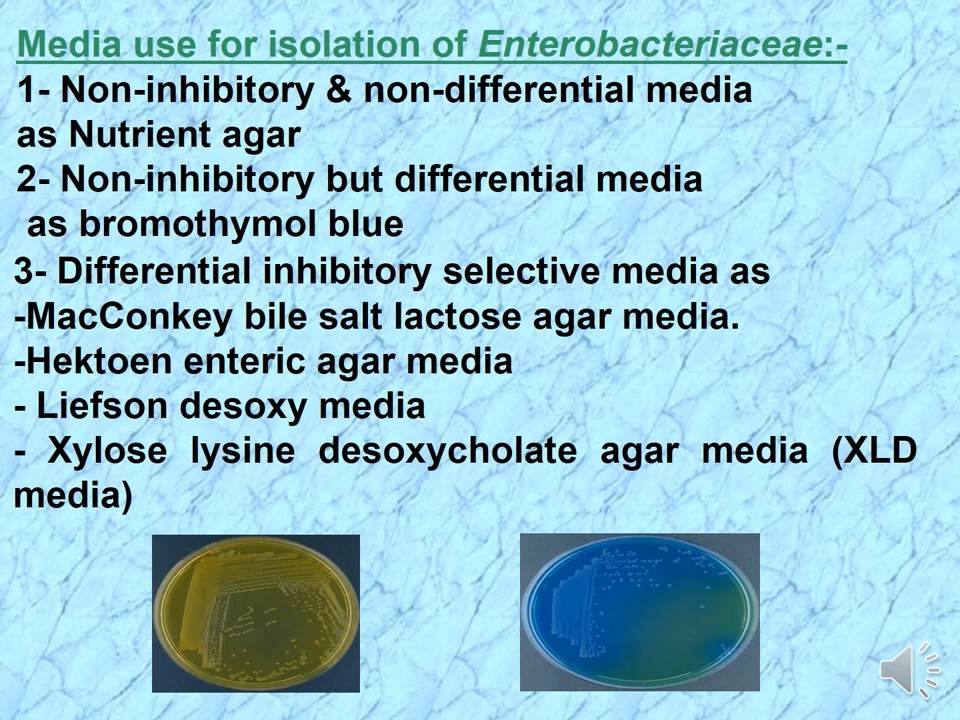 Media use for isolation of Enterobacteriaceae:-
1- Non-inhibitory & non-differential media
as Nutrient agar
2- Non-inhibitory but differential media
as bromothymol blue
3- Differential inhibitory selective media as
-MacConkey bile salt lactose agar media.
-Hektoen enteric agar media
- Liefson desoxy media
- Xylose lysine desoxycholate agar media (XLD
media)